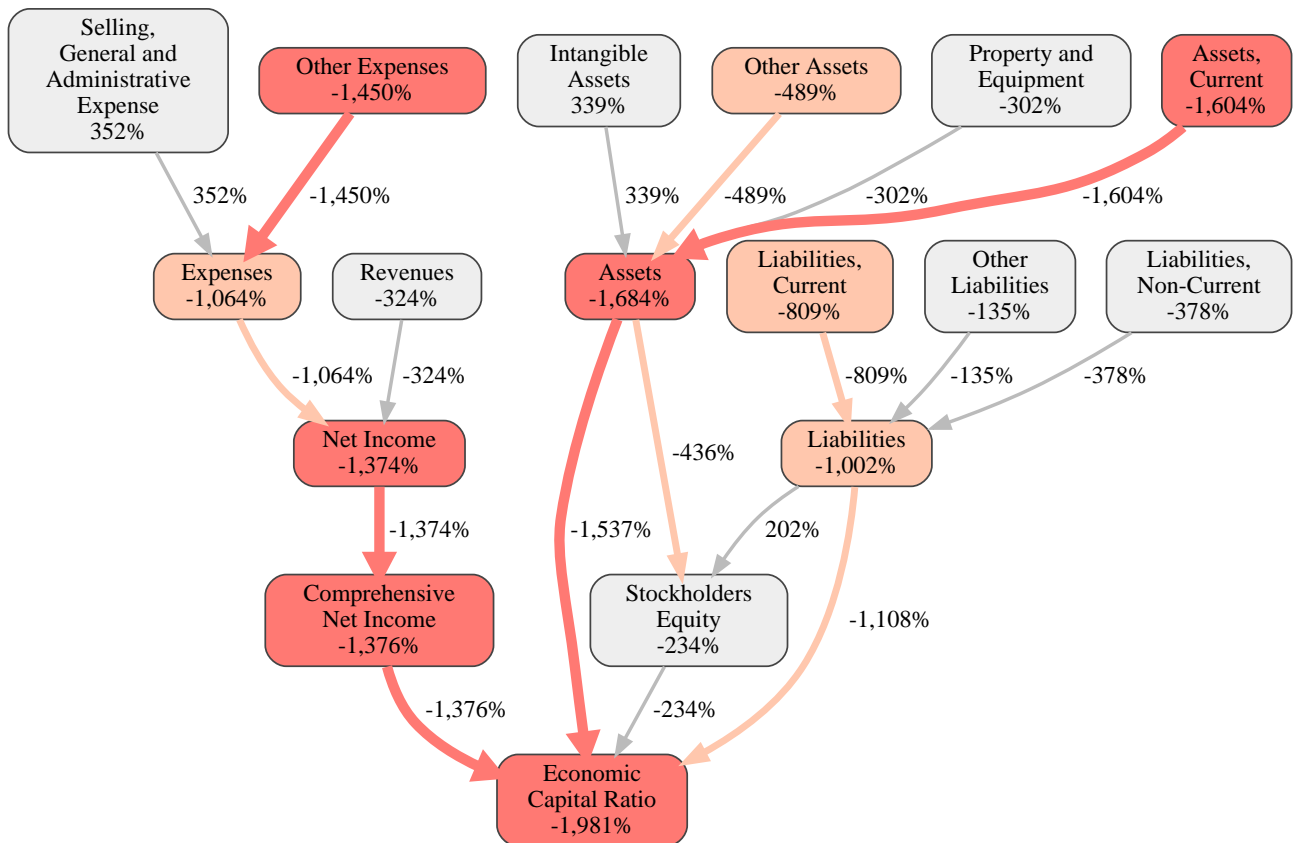 Selling,
General and
Administrative
Expense
352%
Other Expenses
-1,450%
Intangible
Assets
339%
Other Assets
-489%
Property and
Equipment
-302%
Assets,
Current
-1,604%
352%
-1,450%
339%
-489%
-302%
-1,604%
Expenses
-1,064%
Revenues
-324%
Assets
-1,684%
Liabilities,
Current
-809%
Other
Liabilities
-135%
Liabilities,
Non-Current
-378%
-1,064%
-324%
-809%
-135%
-378%
Net Income
-1,374%
-436%
Liabilities
-1,002%
-1,374%
-1,537%
202%
Comprehensive
Net Income
-1,376%
Stockholders
Equity
-234%
-1,108%
-1,376%
-234%
Economic
Capital Ratio
-1,981%